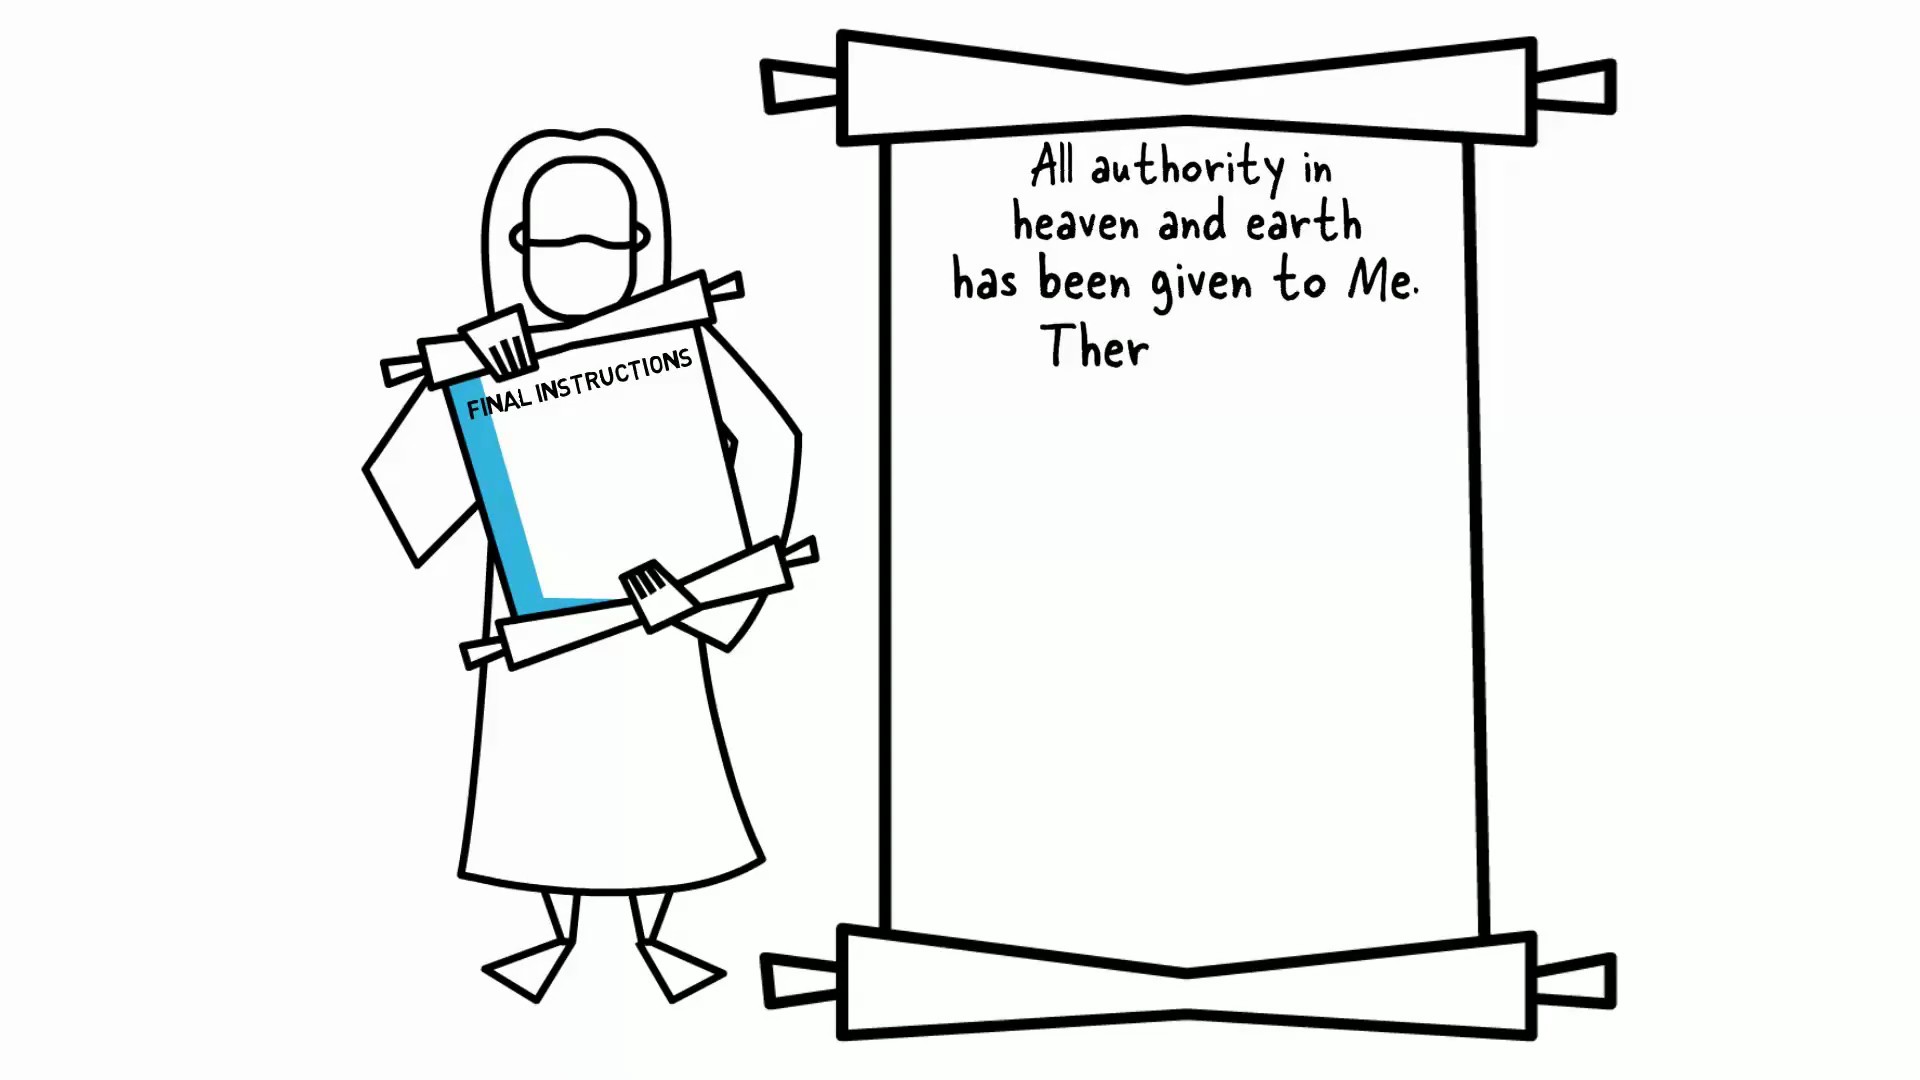 FINAL INSTRUCTIONS
All authority in
heaven and earth
has been given to Me.
Ther